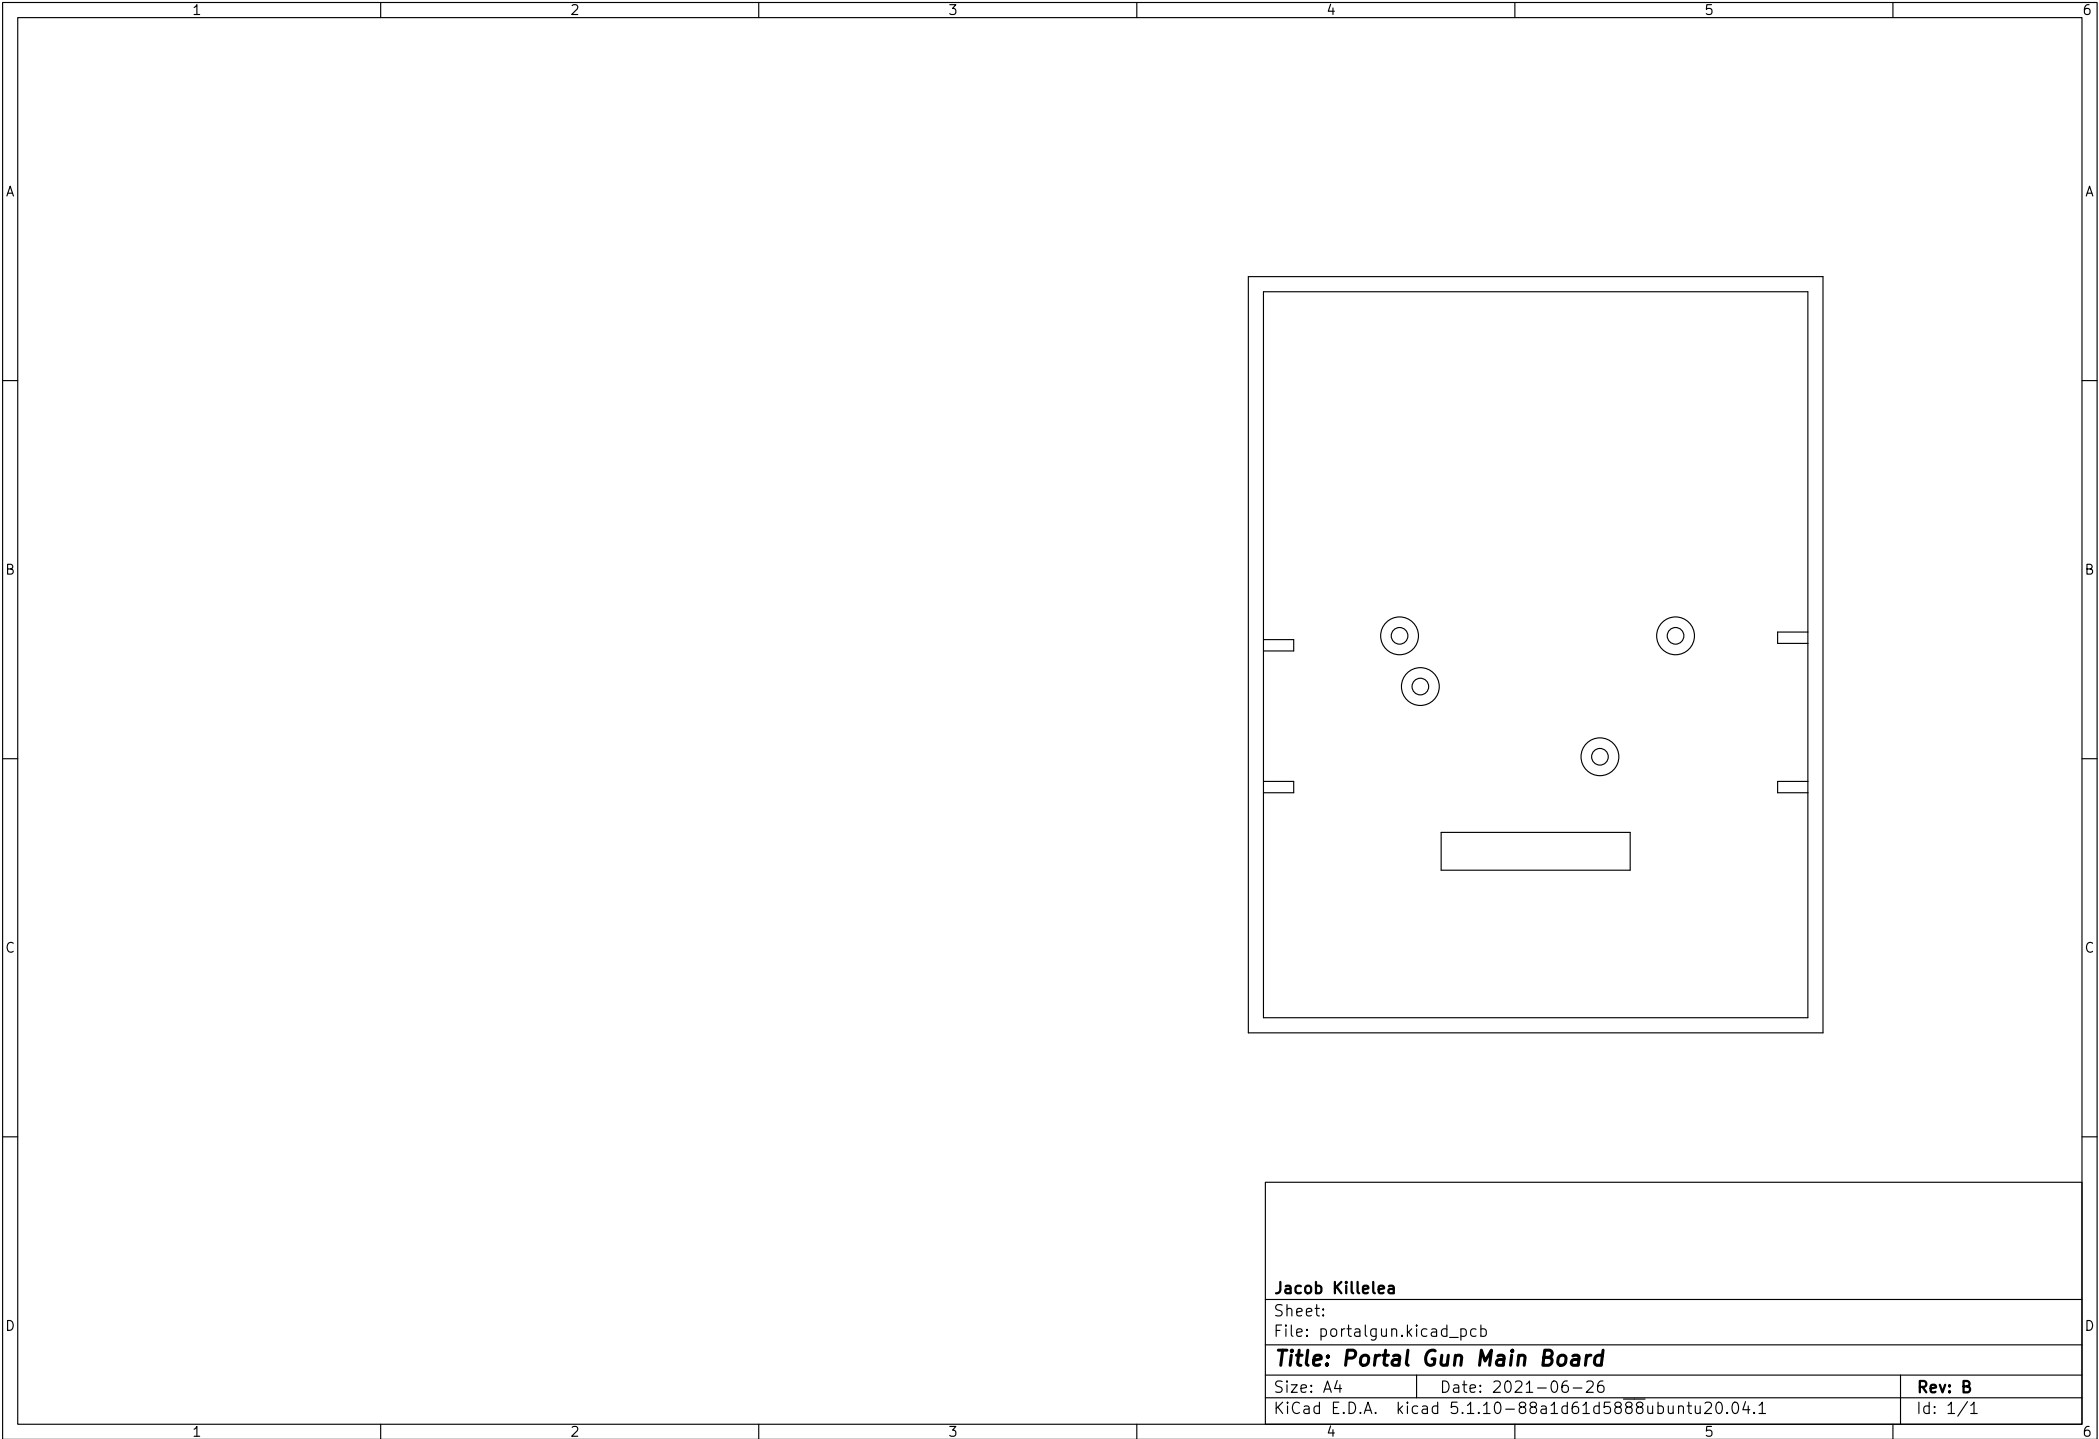 1 2 3 4 5 6
A A
B B
C C
Jacob Killelea
Sheet:
File: portalgun.kicad_pcb
D D
Title: Portal Gun Main Board
Size: A4 Date: 2021-06-26 Rev: B
KiCad E.D.A. kicad 5.1.10-88a1d61d5888ubuntu20.04.1 Id: 1/1
1 2 3 4 5 6